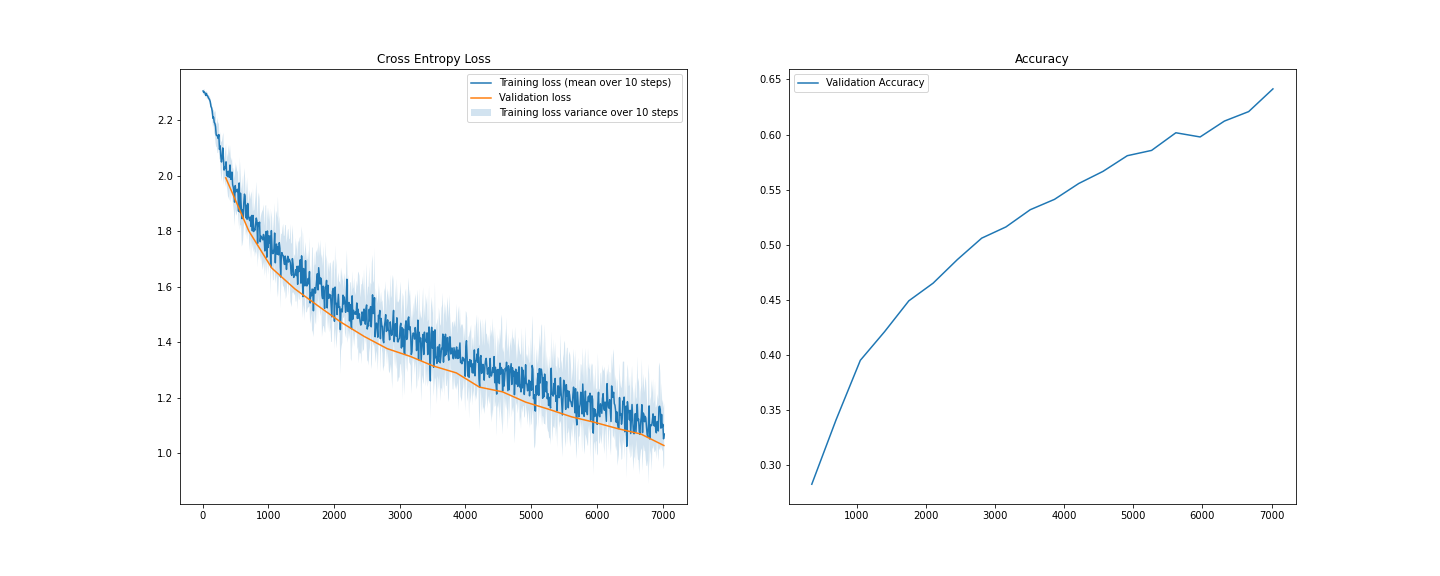 Cross Entropy Loss
Training loss (mean over 10 steps)
Validation loss
Training loss variance over 10 steps
2.2
2.0
1.8
1.6
1.4
1.2
1.0
0 1000 2000 3000 4000 5000 6000 7000
Accuracy
Validation Accuracy
0.65
0.60
0.55
0.50
0.45
0.40
0.35
0.30
1000 2000 3000 4000 5000 6000 7000